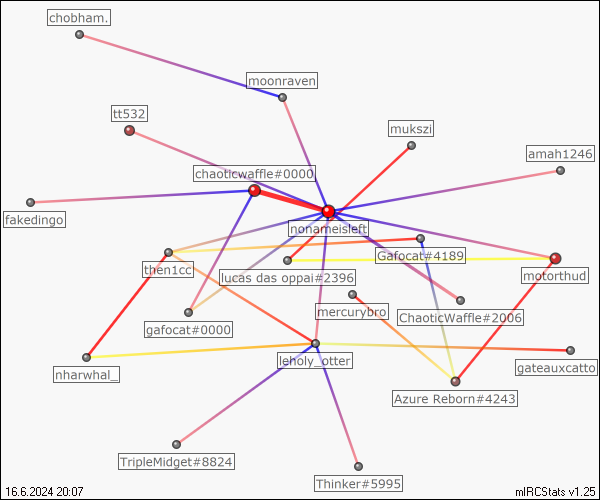 chobham.
moonraven
tt532
mukszi
amah1246
chaoticwaffle#0000
fakedingo
nonameisleft
Gafocat#4189
then1cc
lucas das oppai#2396
motorthud
mercurybro
ChaoticWaffle#2006
gafocat#0000
leholy_otter
gateauxcatto
nharwhal_
Azure Reborn#4243
TripleMidget#8824
Thinker#5995
16.6.2024 20:07
mIRCStats v1.25